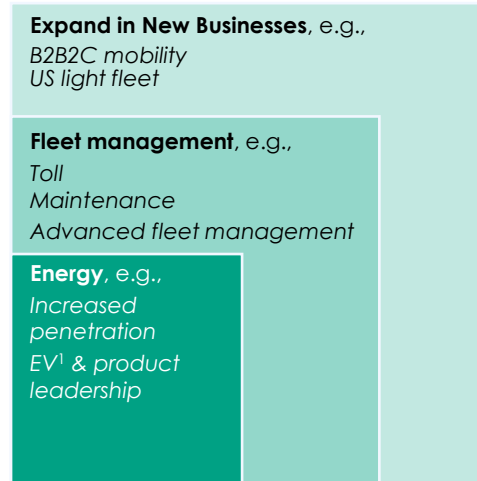 Expand in New Businesses, e.g.,
B2B2C mobility
US light fleet
Fleet management, e.g.,
Toll
Maintenance
Advanced fleet management
Energy, e.g.,
Increased
penetration
EV¹ & product
leadership